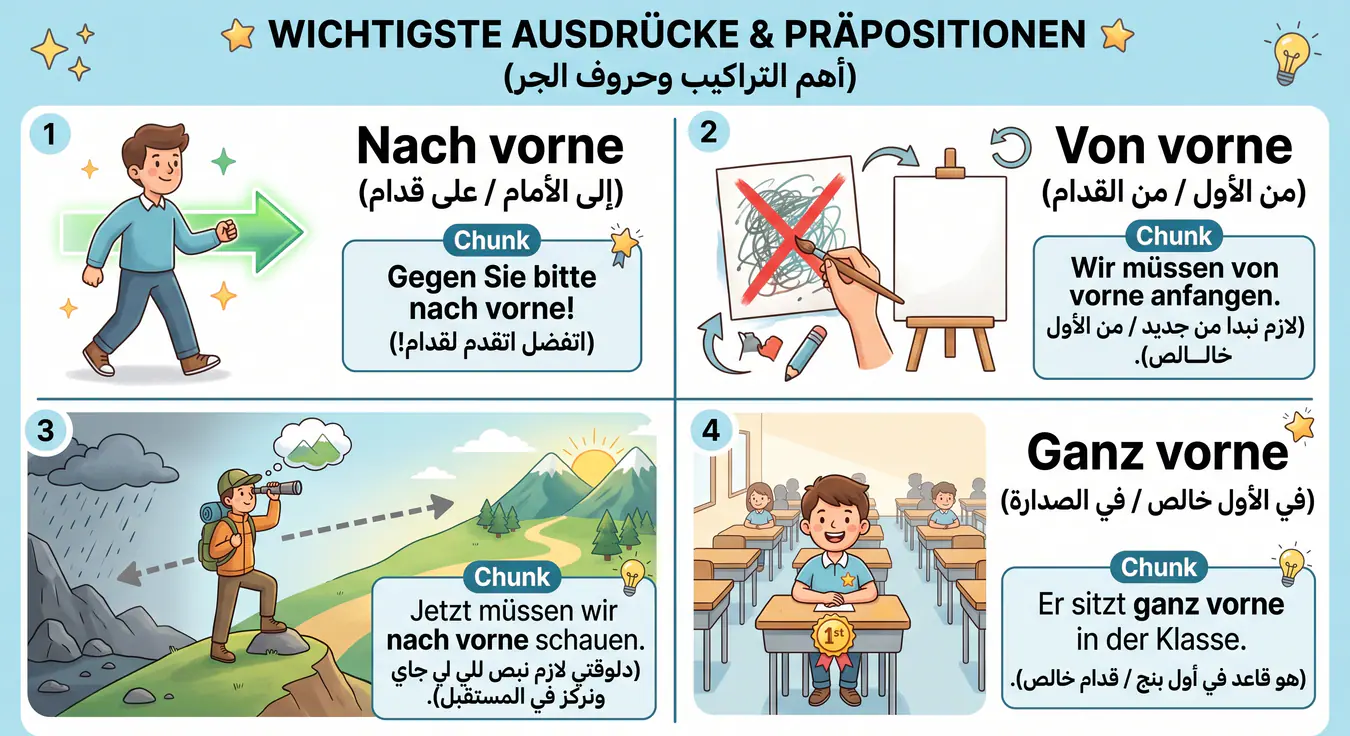 WICHTIGSTE AUSDRÜCKE & PRÄPOSITIONEN
(أهم التراكيب وحروف الجر)
1
Nach vorne
(إلى الأمام / على قدام)
Chunk
Gegen Sie bitte
nach vorne!
(اتفضل اتقدم لقدام!)
2
Von vorne
(من الأول / من القدام)
Chunk
Wir müssen von
vorne anfangen.
(لازم نبدا من جديد / من الأول
خالــالص).
3
Chunk
Jetzt müssen wir
nach vorne schauen.
(دلوقتي لازم نبص للي لي جاي
ونركز في المستقبل).
4
1st
Ganz vorne
(في الأول خالص / في الصدارة)
Chunk
Er sitzt ganz vorne
in der Klasse.
(هو قاعد في أول بنج / قدام خالص).